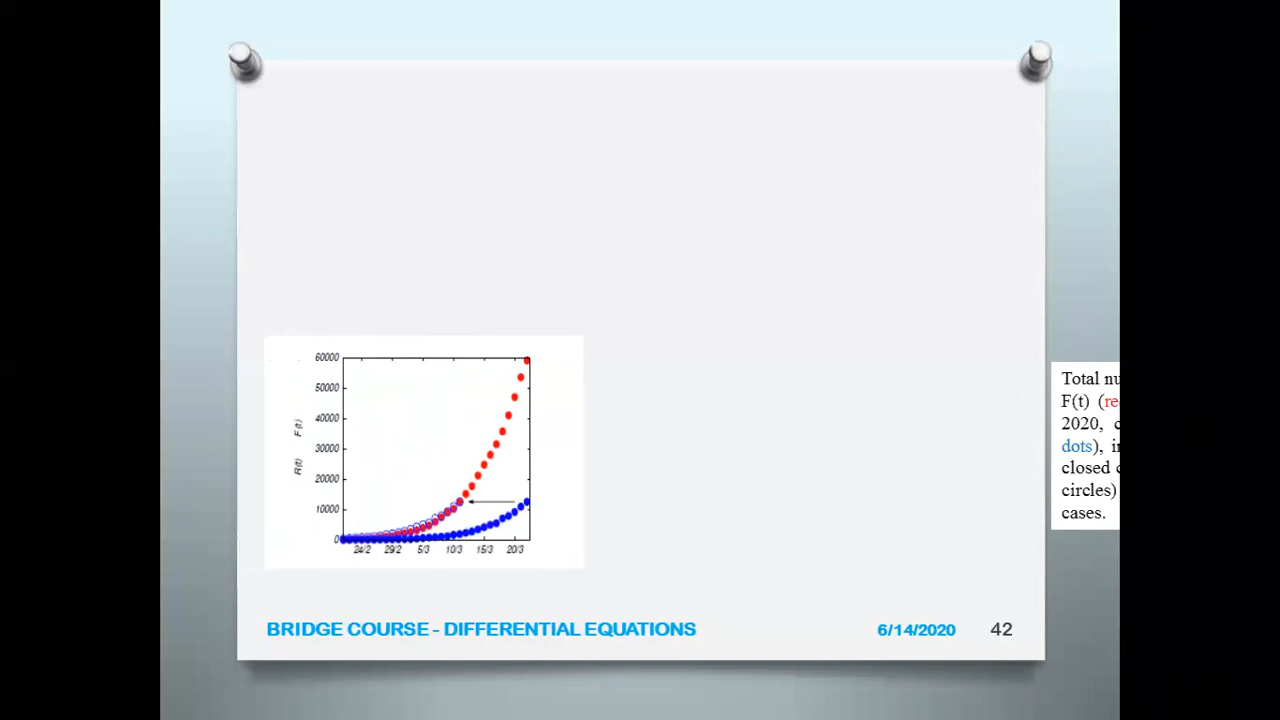 60000
50000
40000
30000
20000
10000
0
R(t) F(t)
24/2 29/2 5/3 10/3 15/3 20/3
Total nu
F(t) (re
2020, c
dots), in
closed c
circles)
cases.
BRIDGE COURSE - DIFFERENTIAL EQUATIONS 6/14/2020 42